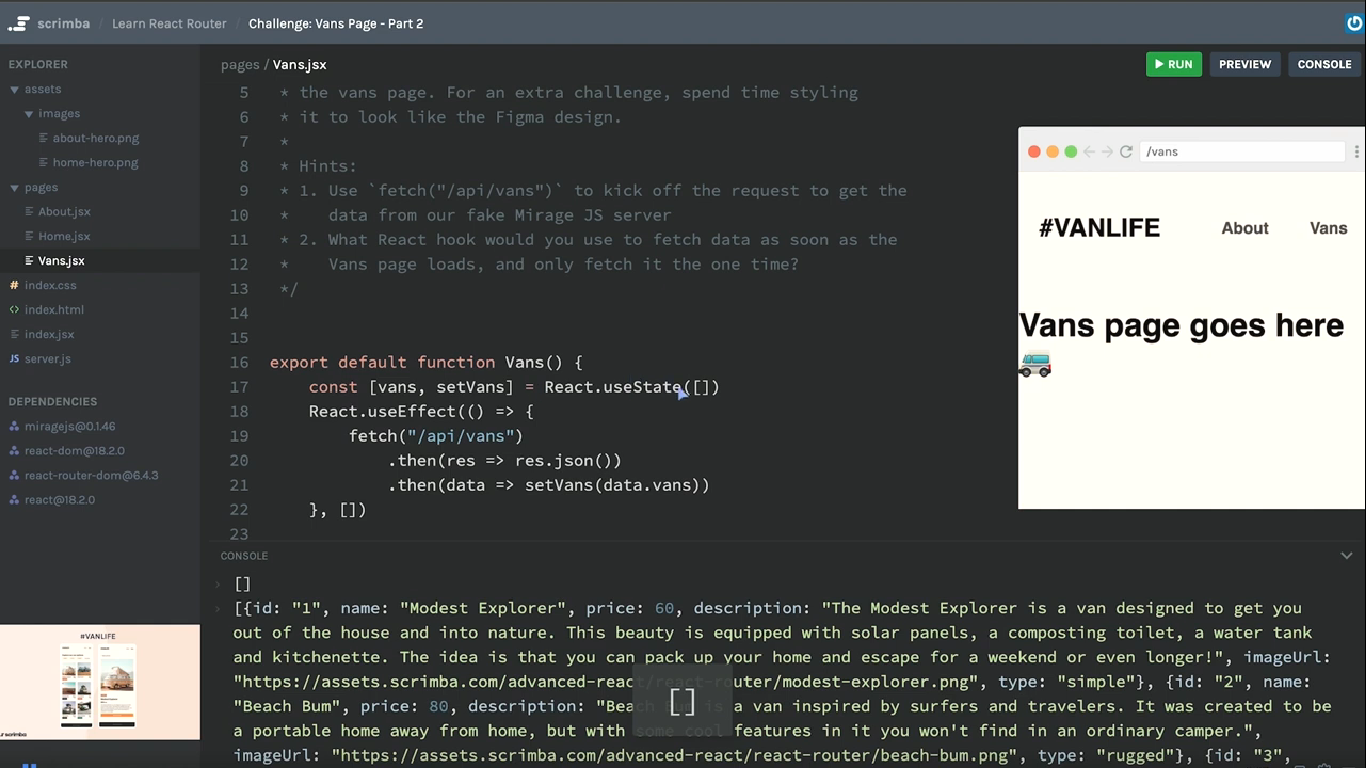 scrimba / Learn React Router / Challenge: Vans Page - Part 2
EXPLORER
assets
images
about-hero.png
home-hero.png
pages
About.jsx
Home.jsx
Vans.jsx
# index.css
<> index.html
index.jsx
JS server.js
DEPENDENCIES
miragejs@0.1.46
react-dom@18.2.0
react-router-dom@6.4.3
react@18.2.0
#VANLIFE
scrimba
pages / Vans.jsx
RUN PREVIEW CONSOLE
5 * the vans page. For an extra challenge, spend time styling
6 * it to look like the Figma design.
7 *
8 * Hints:
9 * 1. Use `fetch("/api/vans")` to kick off the request to get the
10 * data from our fake Mirage JS server
11 * 2. What React hook would you use to fetch data as soon as the
12 * Vans page loads, and only fetch it the one time?
13 */
14
15
16 export default function Vans() {
17 const [vans, setVans] = React.useState([])
18 React.useEffect(() => {
19 fetch("/api/vans")
20 .then(res => res.json())
21 .then(data => setVans(data.vans))
22 }, [])
23
/vans
#VANLIFE About Vans
Vans page goes here
CONSOLE
[]
[{id: "1", name: "Modest Explorer", price: 60, description: "The Modest Explorer is a van designed to get you
out of the house and into nature. This beauty is equipped with solar panels, a composting toilet, a water tank
and kitchenette. The idea is that you can pack up your home and escape for a weekend or even longer!", imageUrl:
"https://assets.scrimba.com/advanced-react/react-router/modest-explorer.png", type: "simple"}, {id: "2", name:
"Beach Bum", price: 80, description: "Beach Bum is a van inspired by surfers and travelers. It was created to be
a portable home away from home, but with some cool features in it you won't find in an ordinary camper.",
imageUrl: "https://assets.scrimba.com/advanced-react/react-router/beach-bum.png", type: "rugged"}, {id: "3",
[]